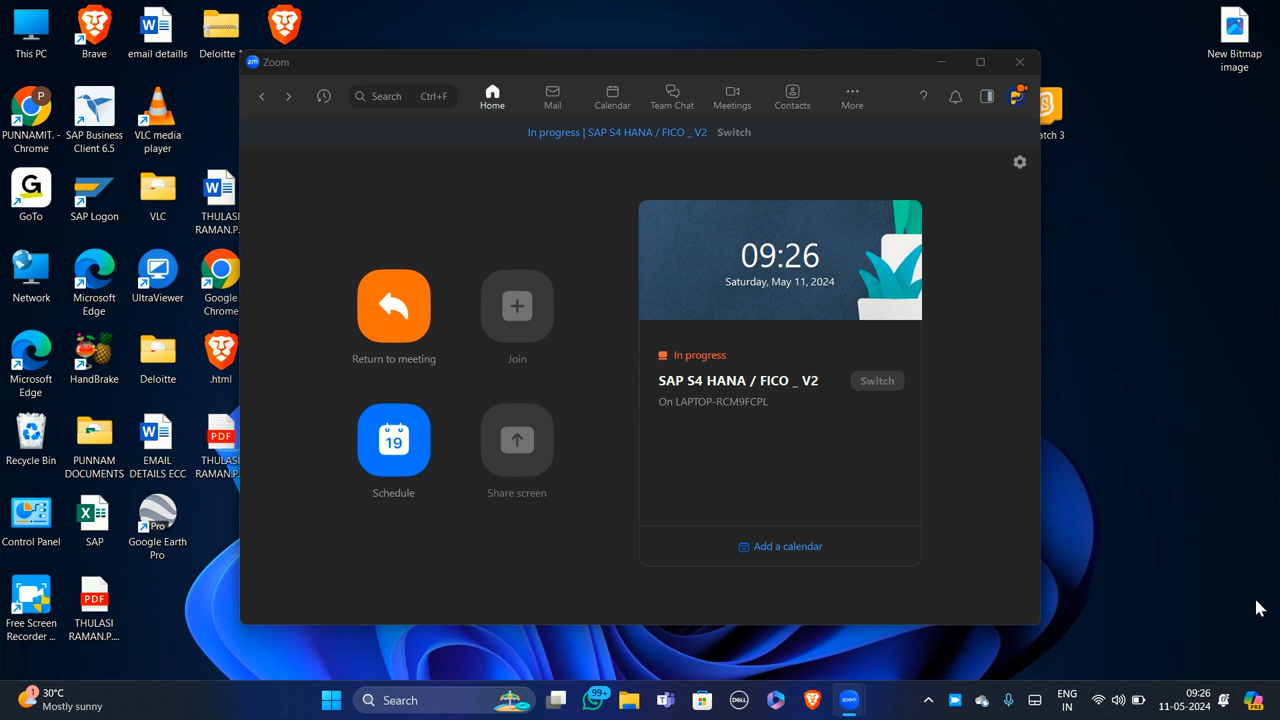 This PC
Brave
email detaills
Deloitte
New Bitmap
image
PUNNAMIT. -
Chrome
SAP Business
Client 6.5
VLC media
player
atch 3
GoTo
SAP Logon
VLC
THULASI
RAMAN.P...
Network
Microsoft
Edge
UltraViewer
Google
Chrome
Microsoft
Edge
HandBrake
Deloitte
.html
Recycle Bin
PUNNAM
DOCUMENTS
EMAIL
DETAILS ECC
THULAS
RAMAN.P.
Control Panel
SAP
Google Earth
Pro
Free Screen
Recorder ...
THULASI
RAMAN.P....
zm Zoom
Search Ctrl+F
Home
Mail
Calendar
Team Chat
Meetings
Contacts
More
In progress | SAP S4 HANA / FICO _ V2 Switch
09:26
Saturday, May 11, 2024
Return to meeting
Join
19
Schedule
Share screen
In progress
SAP S4 HANA / FICO _ V2 Switch
On LAPTOP-RCM9FCPL
Add a calendar
1
30°C
Mostly sunny
Search
99+
DELL
zoom
ENG
IN
09:26
11-05-2024